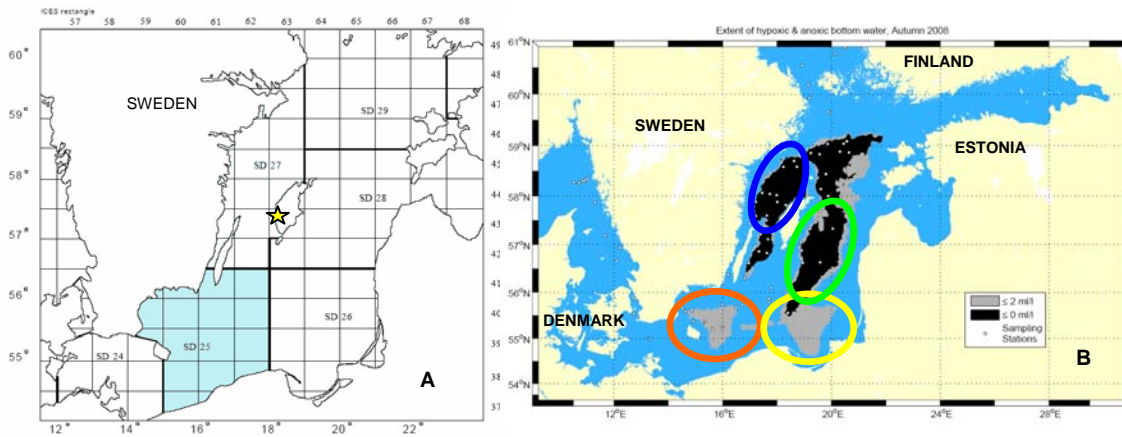 ICES rectangle
57 58 59 60 61 62 63 64 65 66 67 68
60°
59°
58°
57°
56°
55°
SWEDEN
SD 29
SD 27
SD 28
SD 26
SD 25
SD 24
A
48
47
46
45
44
43
42
41
40
39
38
37
12° 14 16 18 20 22°
Extent of hypoxic & anoxic bottom water, Autumn 2008
61°N
60°N
59°N
58°N
57°N
56°N
55°N
54°N
FINLAND
SWEDEN
ESTONIA
DENMARK
≤ 2 ml/l
≤ 0 ml/l
Sampling
Stations
B
12°E 16°E 20°E 24°E 28°E